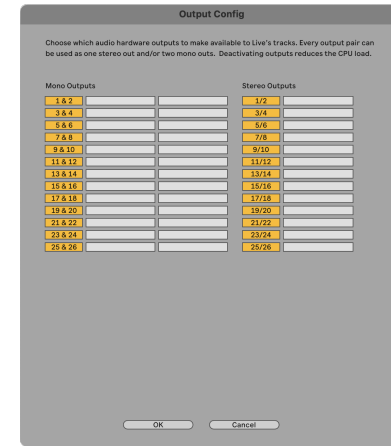 Output Config
Choose which audio hardware outputs to make available to Live's tracks. Every output pair can
be used as one stereo out and/or two mono outs. Deactivating outputs reduces the CPU load.
Mono Outputs Stereo Outputs
1 & 2 1/2
3 & 4 3/4
5 & 6 5/6
7 & 8 7/8
9 & 10 9/10
11 & 12 11/12
13 & 14 13/14
15 & 16 15/16
17 & 18 17/18
19 & 20 19/20
21 & 22 21/22
23 & 24 23/24
25 & 26 25/26
OK Cancel